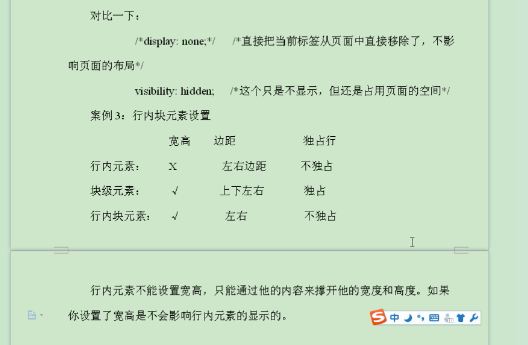 对比一下：
/*display: none;*/ /*直接把当前标签从页面中直接移除了，不影
响页面的布局*/
visibility: hidden; /*这个只是不显示，但还是占用页面的空间*/
案例 3：行内块元素设置
宽高 边距 独占行
行内元素： X 左右边距 不独占
块级元素： √ 上下左右 独占
行内块元素： √ 左右 不独占
行内元素不能设置宽高，只能通过他的内容来撑开他的宽度和高度。如果
你设置了宽高是不会影响行内元素的显示的。
S 中